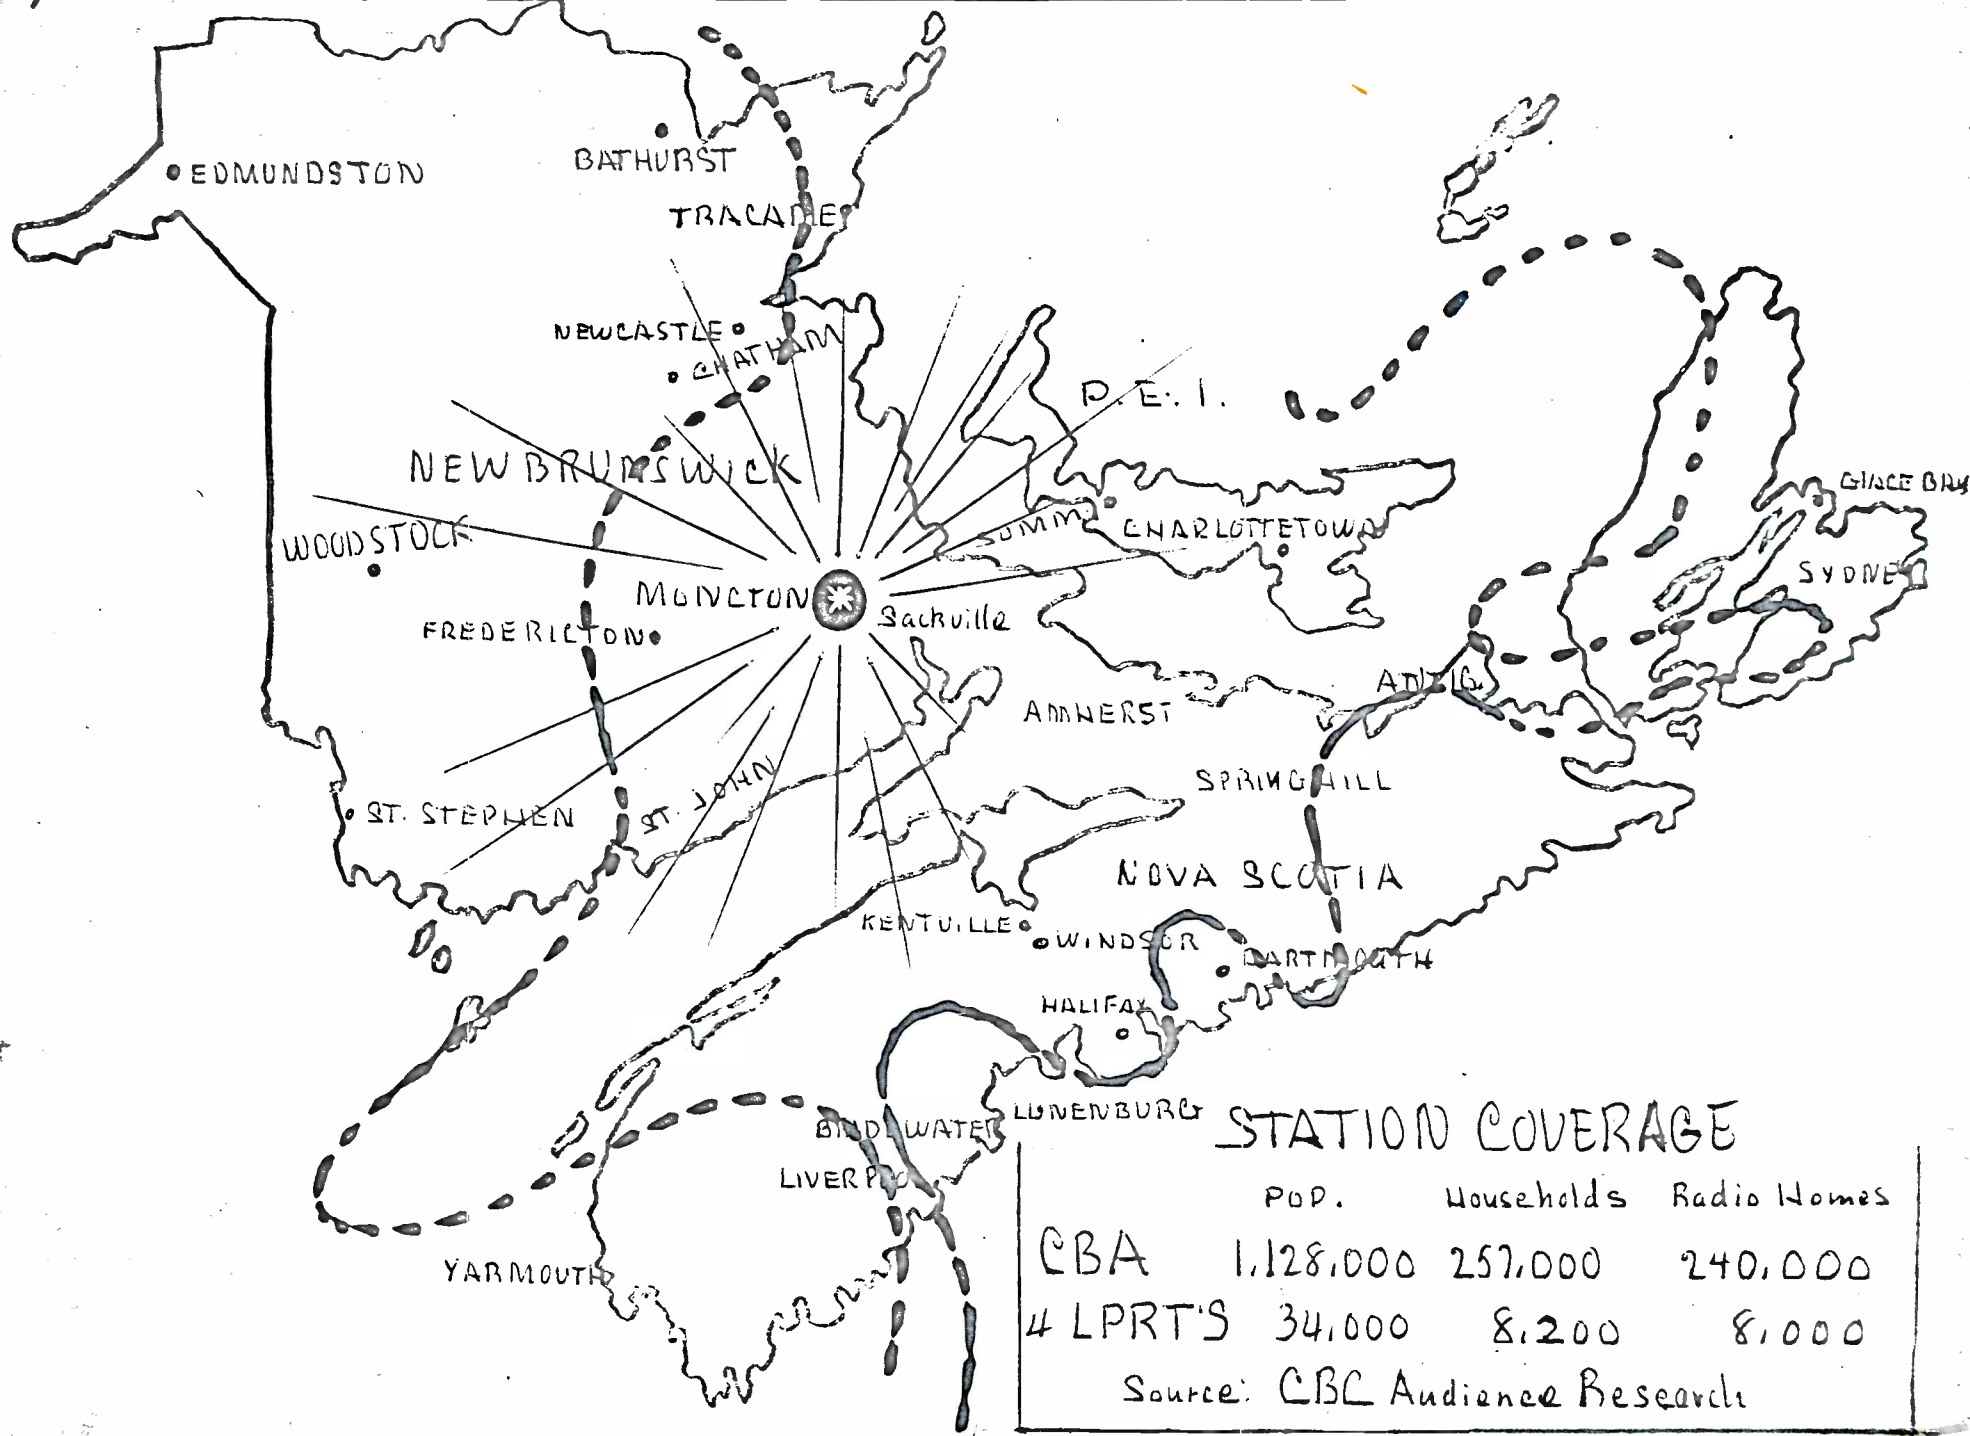 EDMUNDSTON
BATHURST
TRACADIE
NEWCASTLE
CHATHAM
P.E.I.
NEW BRUNSWICK
GLACE BAY
WOODSTOCK
SUMM.
CHARLOTTETOWN
SYDNEY
MONCTON
Sackville
FREDERICTON
ANTIG.
AMHERST
SPRINGHILL
ST. STEPHEN
ST. JOHN
NOVA SCOTIA
KENTVILLE
WINDSOR
DARTMOUTH
HALIFAX
LUNENBURG
BRIDGWATER
LIVERPOOL
YARMOUTH
STATION COVERAGE
POP. Households Radio Homes
CBA 1,128,000 257,000 240,000
4 LPRT'S 34,000 8,200 8,000
Source: CBC Audience Research